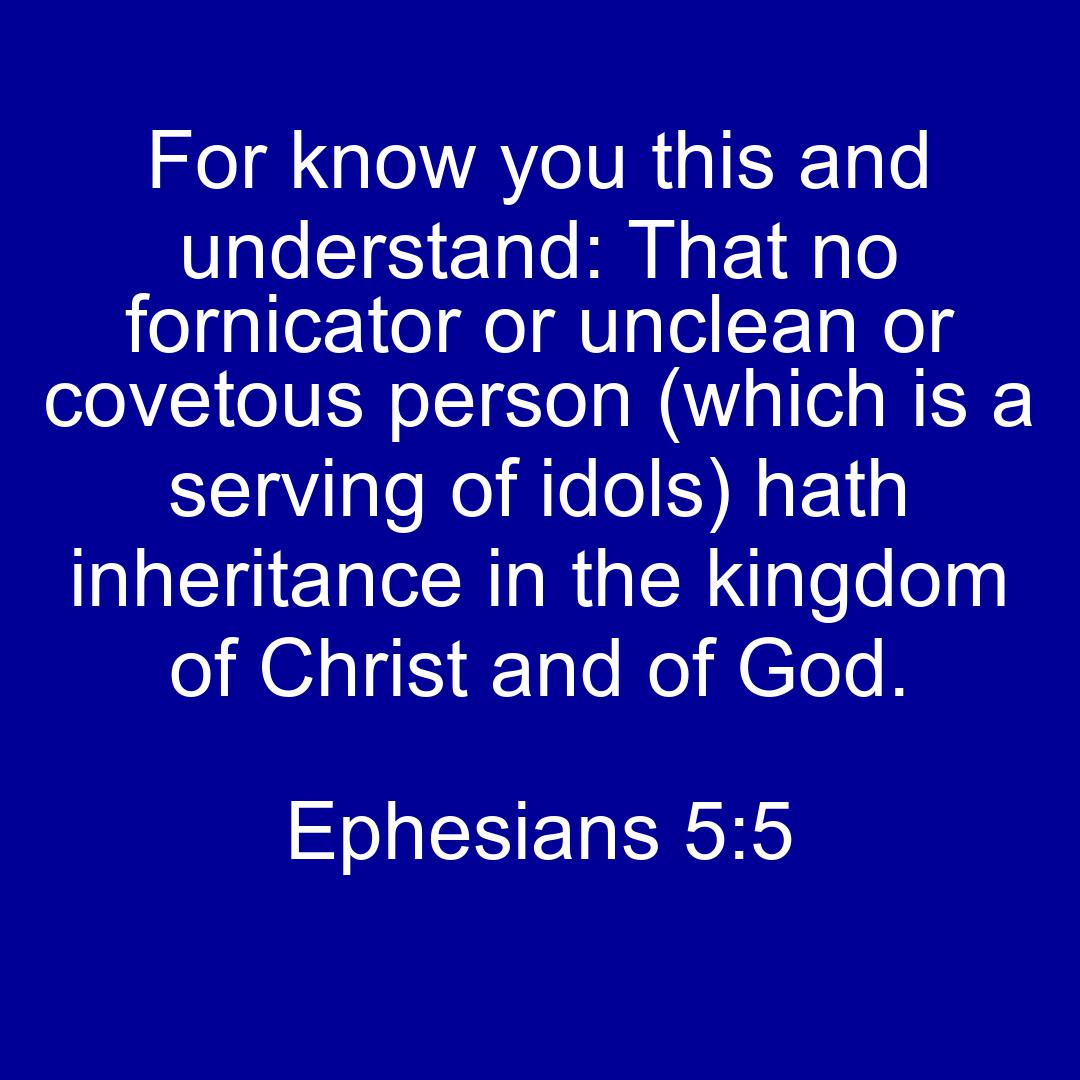 For know you this and
understand: That no
fornicator or unclean or
covetous person (which is a
serving of idols) hath
inheritance in the kingdom
of Christ and of God.
Ephesians 5:5